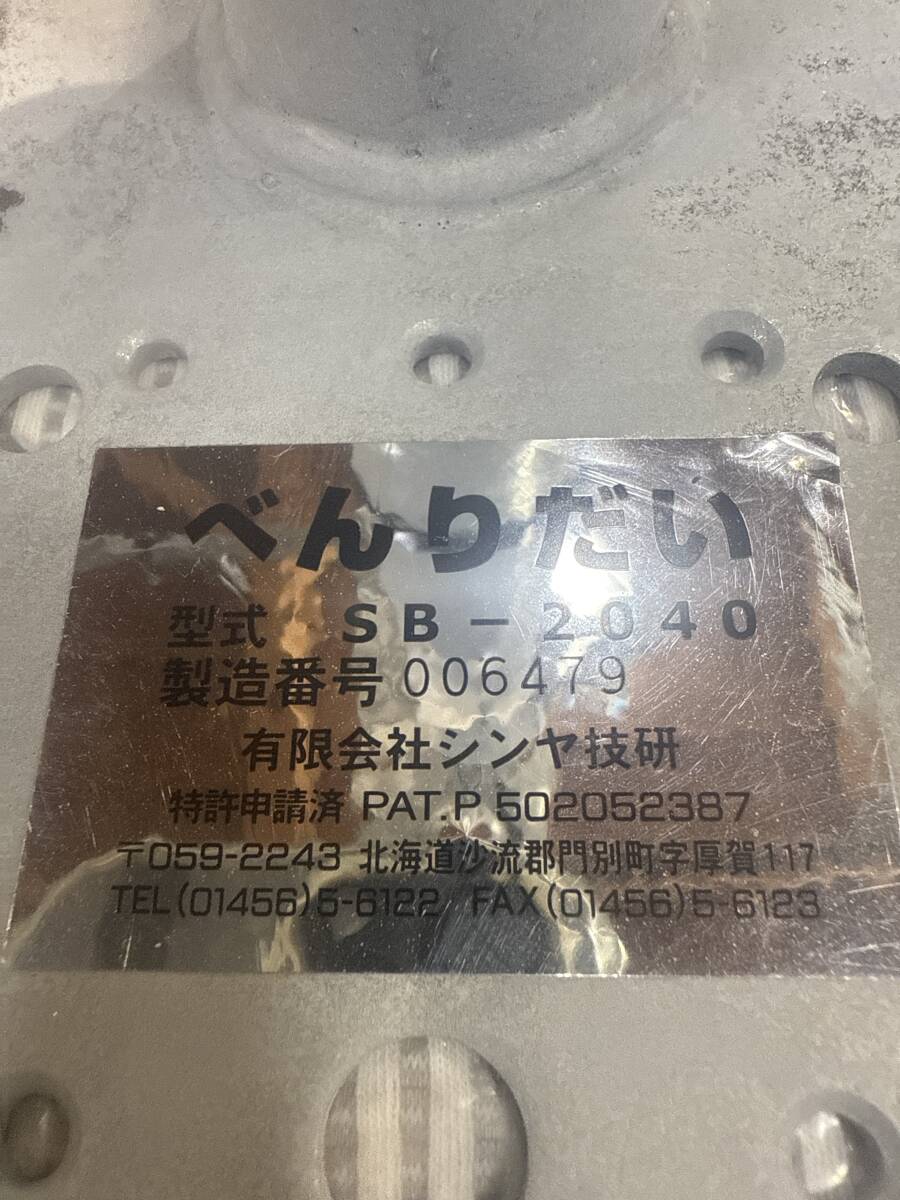 べんりだい
型式 SB-2040
製造番号 006479
有限会社シンヤ技研
特許申請済 PAT.P 502052387
〒059-2243 北海道沙流郡門別町字厚賀117
TEL(01456)5-6122 FAX(01456)5-6123